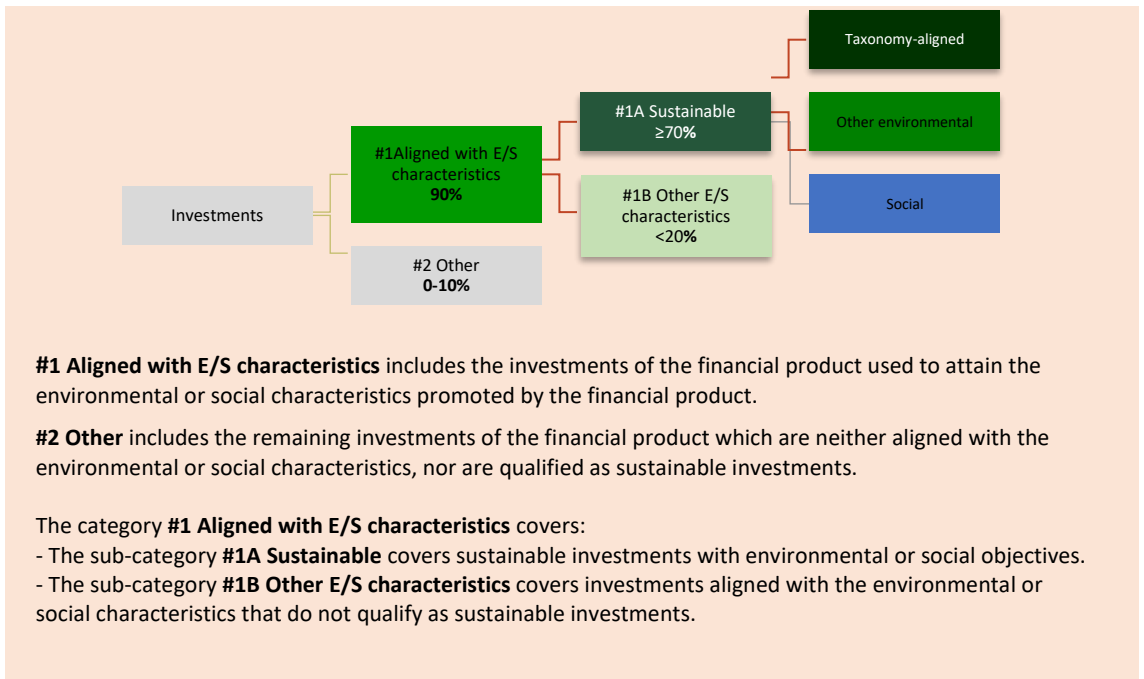 Taxonomy-aligned
#1A Sustainable
≥70%
Other environmental
#1Aligned with E/S
characteristics
90%
Investments
#1B Other E/S
characteristics
<20%
Social
#2 Other
0-10%
#1 Aligned with E/S characteristics includes the investments of the financial product used to attain the
environmental or social characteristics promoted by the financial product.
#2 Other includes the remaining investments of the financial product which are neither aligned with the
environmental or social characteristics, nor are qualified as sustainable investments.
The category #1 Aligned with E/S characteristics covers:
- The sub-category #1A Sustainable covers sustainable investments with environmental or social objectives.
- The sub-category #1B Other E/S characteristics covers investments aligned with the environmental or
social characteristics that do not qualify as sustainable investments.